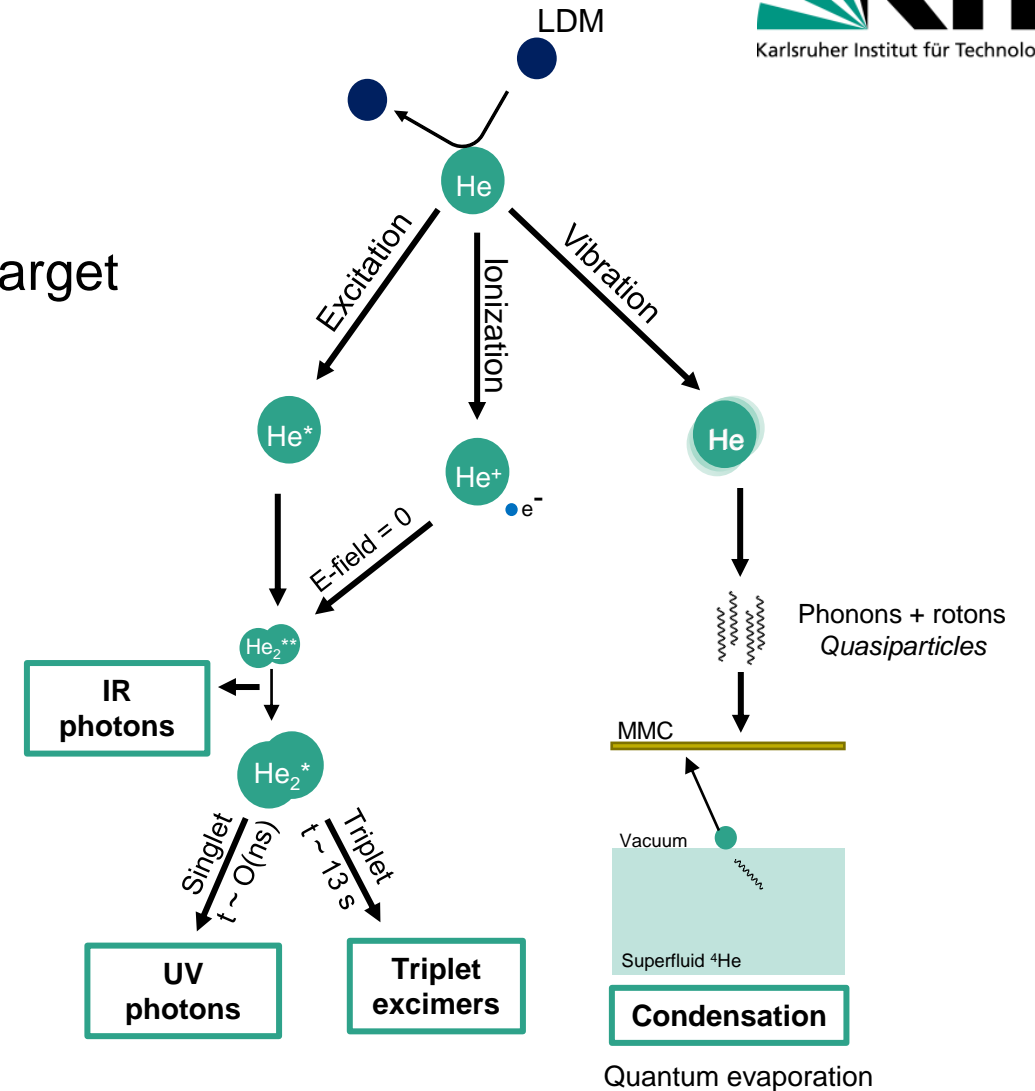 LDM
Karlsruher Institut für Technolo
He
arget
Excitation
Ionization
Vibration
He*
He⁺
e⁻
He
E-field = 0
He₂**
Phonons + rotons
Quasiparticles
IR
photons
MMC
He₂*
Singlet
t ~ O(ns)
Triplet
t ~ 13 s
Vacuum
Superfluid ⁴He
UV
photons
Triplet
excimers
Condensation
Quantum evaporation